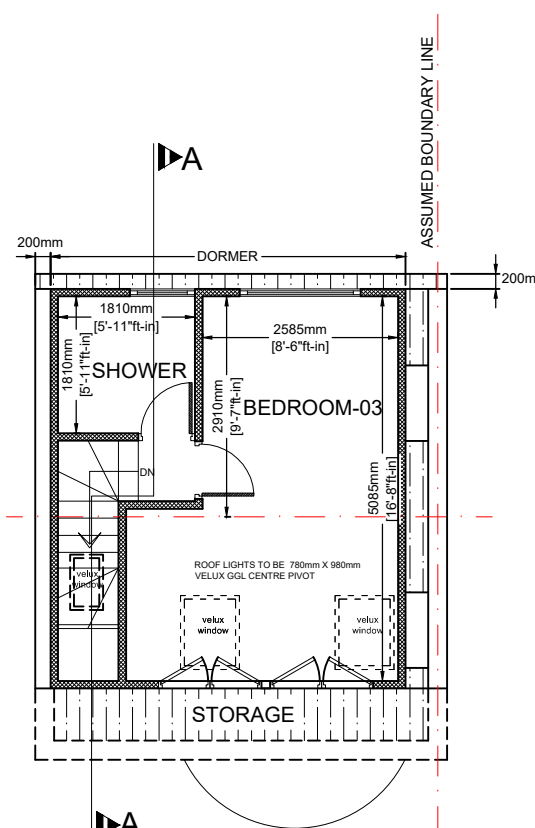 ASSUMED BOUNDARY LINE
A
200mm
DORMER
200mm
1810mm
[5'-11"ft-in]
2585mm
[8'-6"ft-in]
1810mm
[5'-11"ft-in]
SHOWER
2910mm
[9'-7"ft-in]
BEDROOM-03
DN
5085mm
[16'-8"ft-in]
ROOF LIGHTS TO BE 780mm X 980mm
VELUX GGL CENTRE PIVOT
velux
window
velux
window
velux
window
STORAGE
A